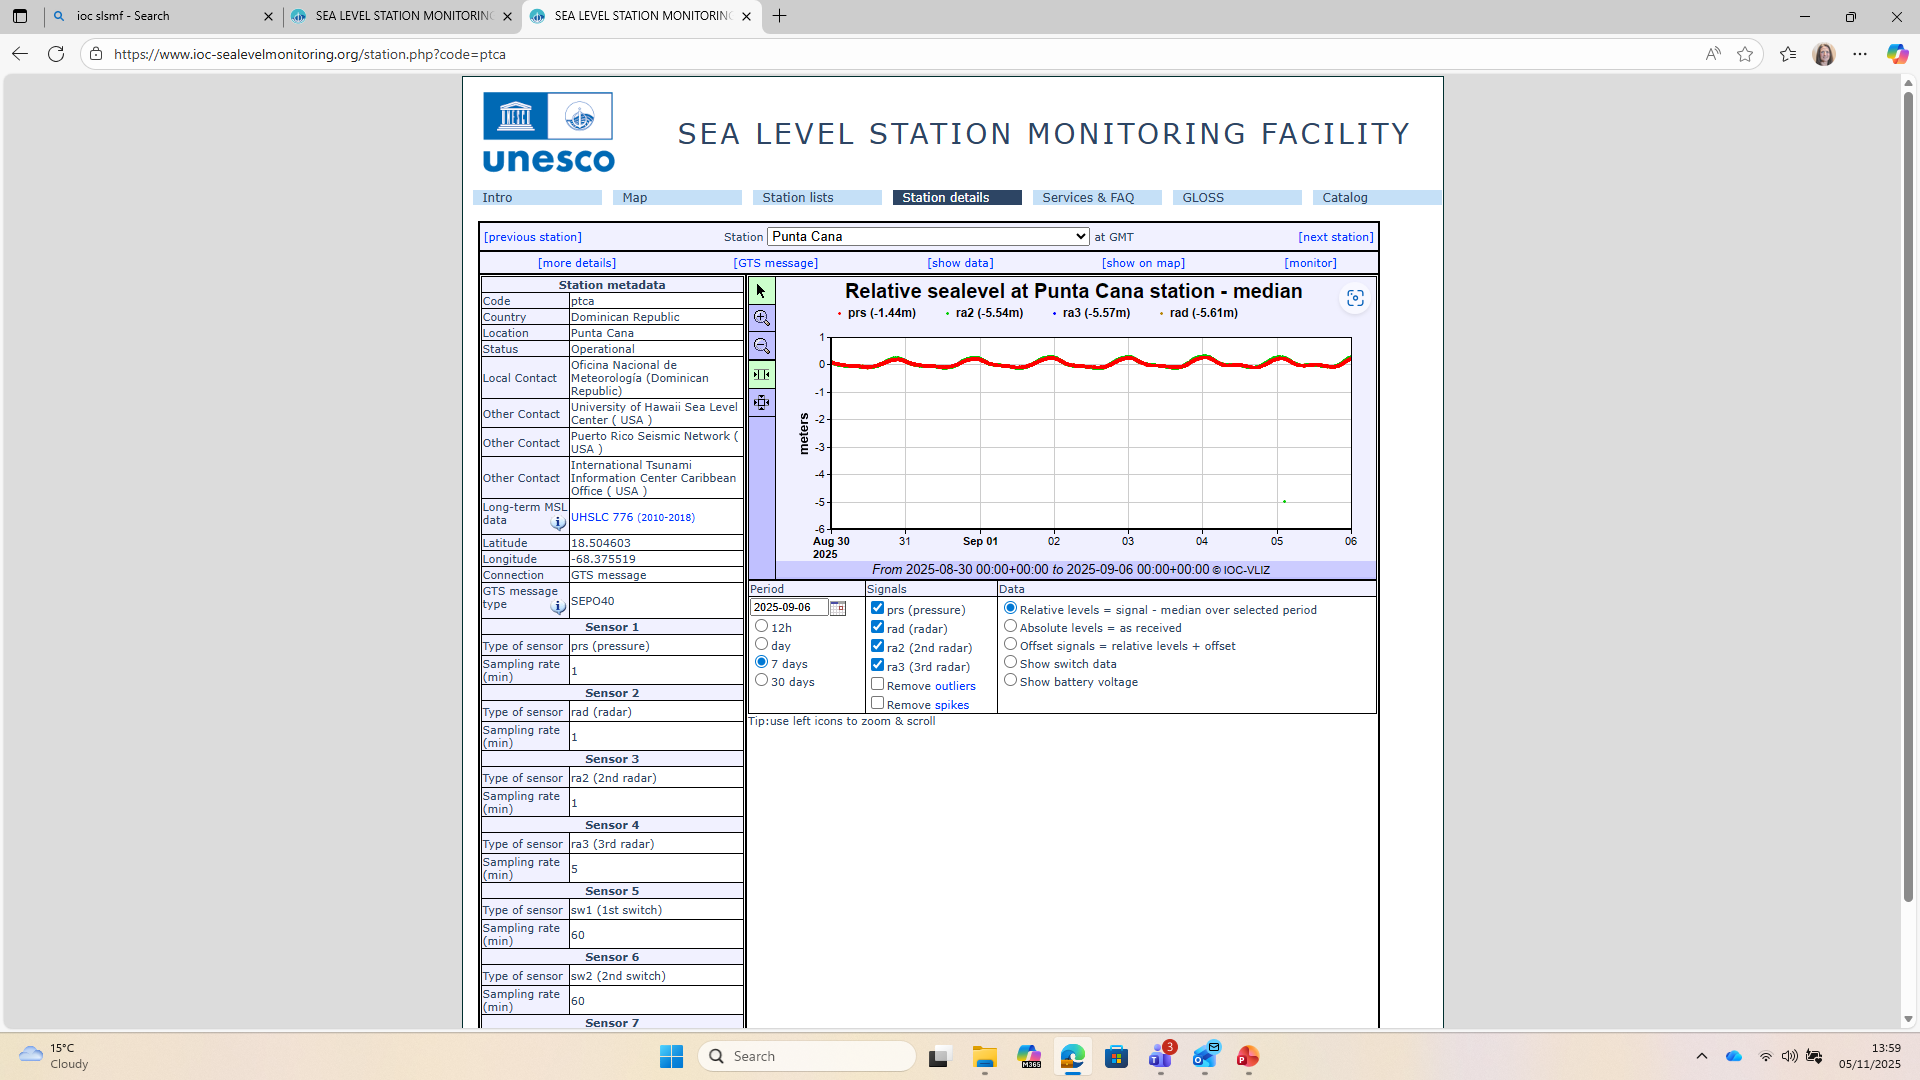 ioc slsmf - Search
SEA LEVEL STATION MONITORING
SEA LEVEL STATION MONITORING
https://www.ioc-sealevelmonitoring.org/station.php?code=ptca
unesco
SEA LEVEL STATION MONITORING FACILITY
Intro Map Station lists Station details Services & FAQ GLOSS Catalog
[previous station] Station Punta Cana at GMT [next station]
[more details] [GTS message] [show data] [show on map] [monitor]
Station metadata
Code ptca
Country Dominican Republic
Location Punta Cana
Status Operational
Local Contact Oficina Nacional de
Meteorología (Dominican
Republic)
Other Contact University of Hawaii Sea Level
Center ( USA )
Other Contact Puerto Rico Seismic Network (
USA )
Other Contact International Tsunami
Information Center Caribbean
Office ( USA )
Long-term MSL
data UHSLC 776 (2010-2018)
Latitude 18.504603
Longitude -68.375519
Connection GTS message
GTS message
type SEPO40
Sensor 1
Type of sensor prs (pressure)
Sampling rate
(min) 1
Sensor 2
Type of sensor rad (radar)
Sampling rate
(min) 1
Sensor 3
Type of sensor ra2 (2nd radar)
Sampling rate
(min) 1
Sensor 4
Type of sensor ra3 (3rd radar)
Sampling rate
(min) 5
Sensor 5
Type of sensor sw1 (1st switch)
Sampling rate
(min) 60
Sensor 6
Type of sensor sw2 (2nd switch)
Sampling rate
(min) 60
Sensor 7
Relative sealevel at Punta Cana station - median
prs (-1.44m) ra2 (-5.54m) ra3 (-5.57m) rad (-5.61m)
meters
1
0
-1
-2
-3
-4
-5
-6
Aug 30 31 Sep 01 02 03 04 05 06
2025
From 2025-08-30 00:00+00:00 to 2025-09-06 00:00+00:00 © IOC-VLIZ
Period Signals Data
2025-09-06
12h
day
7 days
30 days
prs (pressure)
rad (radar)
ra2 (2nd radar)
ra3 (3rd radar)
Remove outliers
Remove spikes
Relative levels = signal - median over selected period
Absolute levels = as received
Offset signals = relative levels + offset
Show switch data
Show battery voltage
Tip:use left icons to zoom & scroll
15°C
Cloudy
Search
M365
3
13:59
05/11/2025